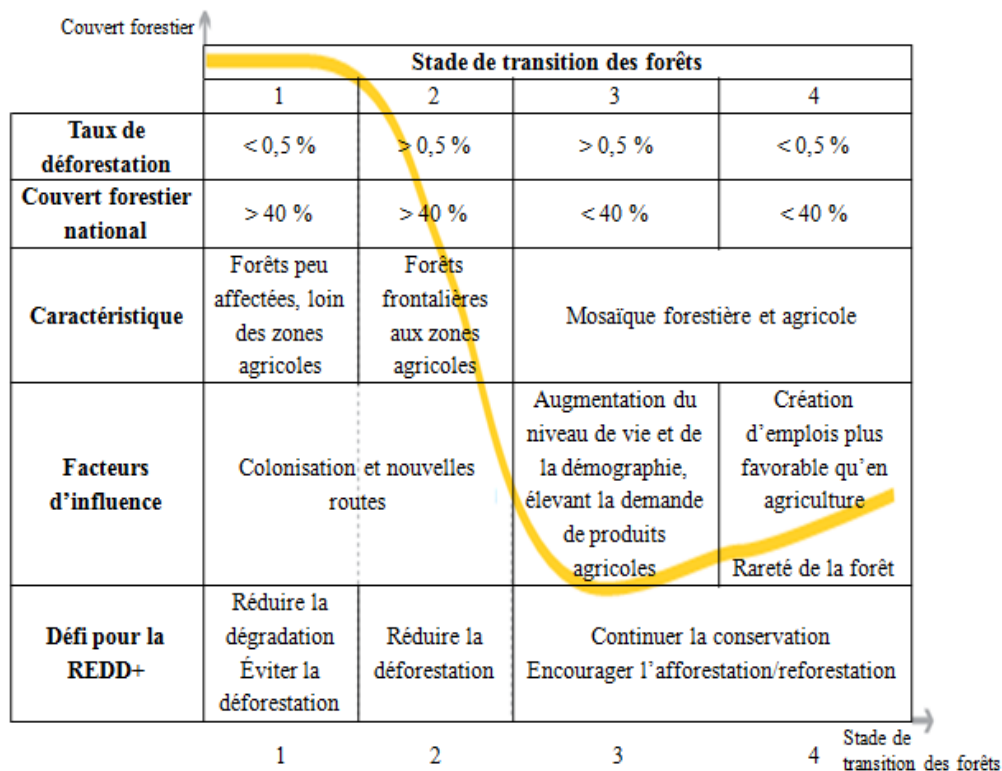 Couvert forestier
Stade de transition des forêts
1 2 3 4
Taux de
déforestation
< 0,5 % > 0,5 % > 0,5 % < 0,5 %
Couvert forestier
national
> 40 % > 40 % < 40 % < 40 %
Caractéristique
Forêts peu
affectées, loin
des zones
agricoles
Forêts
frontalières
aux zones
agricoles
Mosaïque forestière et agricole
Facteurs
d’influence
Colonisation et nouvelles
routes
Augmentation du
niveau de vie et de
la démographie,
élevant la demande
de produits
agricoles
Création
d’emplois plus
favorable qu’en
agriculture
Rareté de la forêt
Défi pour la
REDD+
Réduire la
dégradation
Éviter la
déforestation
Réduire la
déforestation
Continuer la conservation
Encourager l’afforestation/reforestation
1 2 3 4
Stade de
transition des forêts